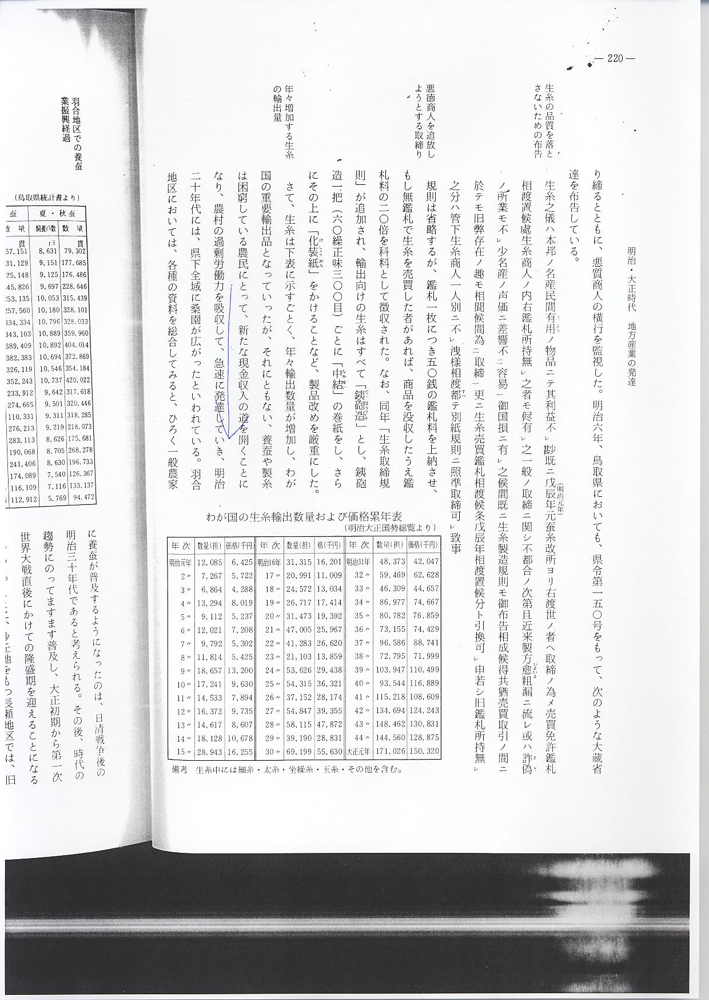 — 220 —
明治・大正時代　地方産業の発達
り締るとともに、悪質商人の横行を監視した。明治六年、鳥取県においても、県令第一五〇号をもって、次のような大蔵省
達を布告している。
生糸の品質を落と
さないための布告
生糸之儀ハ本邦ノ名産民間有用ノ物品ニテ其利益不レ尠既ニ戊辰年(明治元年)元蚕糸改所ヨリ右渡世ノ者ヘ取締ノ為メ売買免許鑑札
相渡置候處生糸商人ノ内右鑑札所持無レ之者モ侭有レ之一般ノ取締ニ関シ不都合ノ次第且近来製方愈粗漏ニ流レ或ハ詐偽
ノ所業モ不レ少名産ノ声価ニ差響不ニ容易一御国損ニ有レ之候間既ニ生糸製造規則モ御布告相成候得共猶売買取引ノ間ニ
於テモ旧弊存在ノ趣モ相聞候間為ニ取締一更ニ生糸売買鑑札相渡候条戊辰年相渡置候分ト引換可レ申若シ旧鑑札所持無レ
之分ハ管下生糸商人一人別ニ不レ洩様相渡都テ別紙規則ニ照準取締可レ致事
悪徳商人を追放し
ようとする取締り
規則は省略するが、鑑札一枚につき五〇銭の鑑札料を上納させ、
もし無鑑札で生糸を売買した者があれば、商品を没収したうえ鑑
札料の二〇倍を科料として徴収された。なお、同年「生糸取締規
則」が追加され、輸出向けの生糸はすべて「銕砲造」とし、銕砲
造一把（六〇繰正味三〇〇目）ごとに「中結」の巻紙をし、さら
にその上に「化装紙」をかけることなど、製品改めを厳重にした。
年々増加する生糸
の輸出量
さて、生糸は下表に示すごとく、年々輸出数量が増加し、わが
国の重要輸出品となっていったが、それにともない、養蚕や製糸
は困窮している農民にとって、新たな現金収入の道を開くことに
なり、農村の過剰労働力を吸収して、急速に発達していき、明治
二十年代には、県下全域に桑園が広がったといわれている。羽合
地区においては、各種の資料を総合してみると、ひろく一般農家
わが国の生糸輸出数量および価格累年表
（明治大正国勢総覧より）
年次 数量(担) 価格(千円) 年次 数量(担) 格(千円) 年次 数量(担) 価格(千円)
明治元年 12,085 6,425 明治16年 31,315 16,201 明治31年 48,373 42,047
2〃 7,267 5,722 17〃 20,991 11,009 32〃 59,469 62,628
3〃 6,864 4,288 18〃 24,572 13,034 33〃 46,309 44,657
4〃 13,294 8,019 19〃 26,717 17,414 34〃 86,977 74,667
5〃 9,112 5,237 20〃 31,473 19,392 35〃 80,782 76,859
6〃 12,021 7,208 21〃 47,005 25,967 36〃 73,155 74,429
7〃 9,792 5,302 22〃 41,283 26,620 37〃 96,586 88,741
8〃 11,814 5,425 23〃 21,103 13,859 38〃 72,795 71,999
9〃 18,657 13,200 24〃 53,626 29,438 39〃 103,947 110,499
10〃 17,241 9,630 25〃 54,315 36,321 40〃 93,544 116,889
11〃 14,533 7,894 26〃 37,152 28,174 41〃 115,218 108,609
12〃 16,372 9,735 27〃 54,847 39,355 42〃 134,694 124,243
13〃 14,617 8,607 28〃 58,115 47,872 43〃 148,462 130,831
14〃 18,128 10,678 29〃 39,190 28,831 44〃 144,560 128,875
15〃 28,943 16,255 30〃 69,199 55,630 大正元年 171,026 150,320
備考　生糸中には細糸・太糸・坐繰糸・玉糸・その他を含む。
羽合地区での養蚕
業振興経過
（鳥取県統計書より）
蚕 夏・秋蚕
数量 飼養戸数 数量
貫 戸 貫
57,151 8,631 79,302
31,129 9,151 177,685
25,148 9,125 176,486
45,826 9,697 228,646
253,135 10,053 315,439
257,560 10,180 328,101
334,334 10,796 328,033
343,103 10,889 359,960
389,409 10,892 404,014
382,383 10,694 372,869
326,119 10,546 354,184
352,243 10,737 420,022
233,912 9,642 317,618
274,665 9,501 320,446
110,331 9,311 318,285
276,213 9,219 218,073
283,113 8,626 175,681
190,068 8,705 268,278
241,406 8,630 196,733
174,089 7,540 126,367
116,109 7,116 133,137
112,912 5,769 94,472
に養蚕が普及するようになったのは、日清戦争後の
明治三十年代であると考えられる。その後、時代の
趨勢にのってますます普及し、大正初期から第一次
世界大戦直後にかけての隆盛期を迎えることになる
砂丘地をもつ長瀬地区では、旧